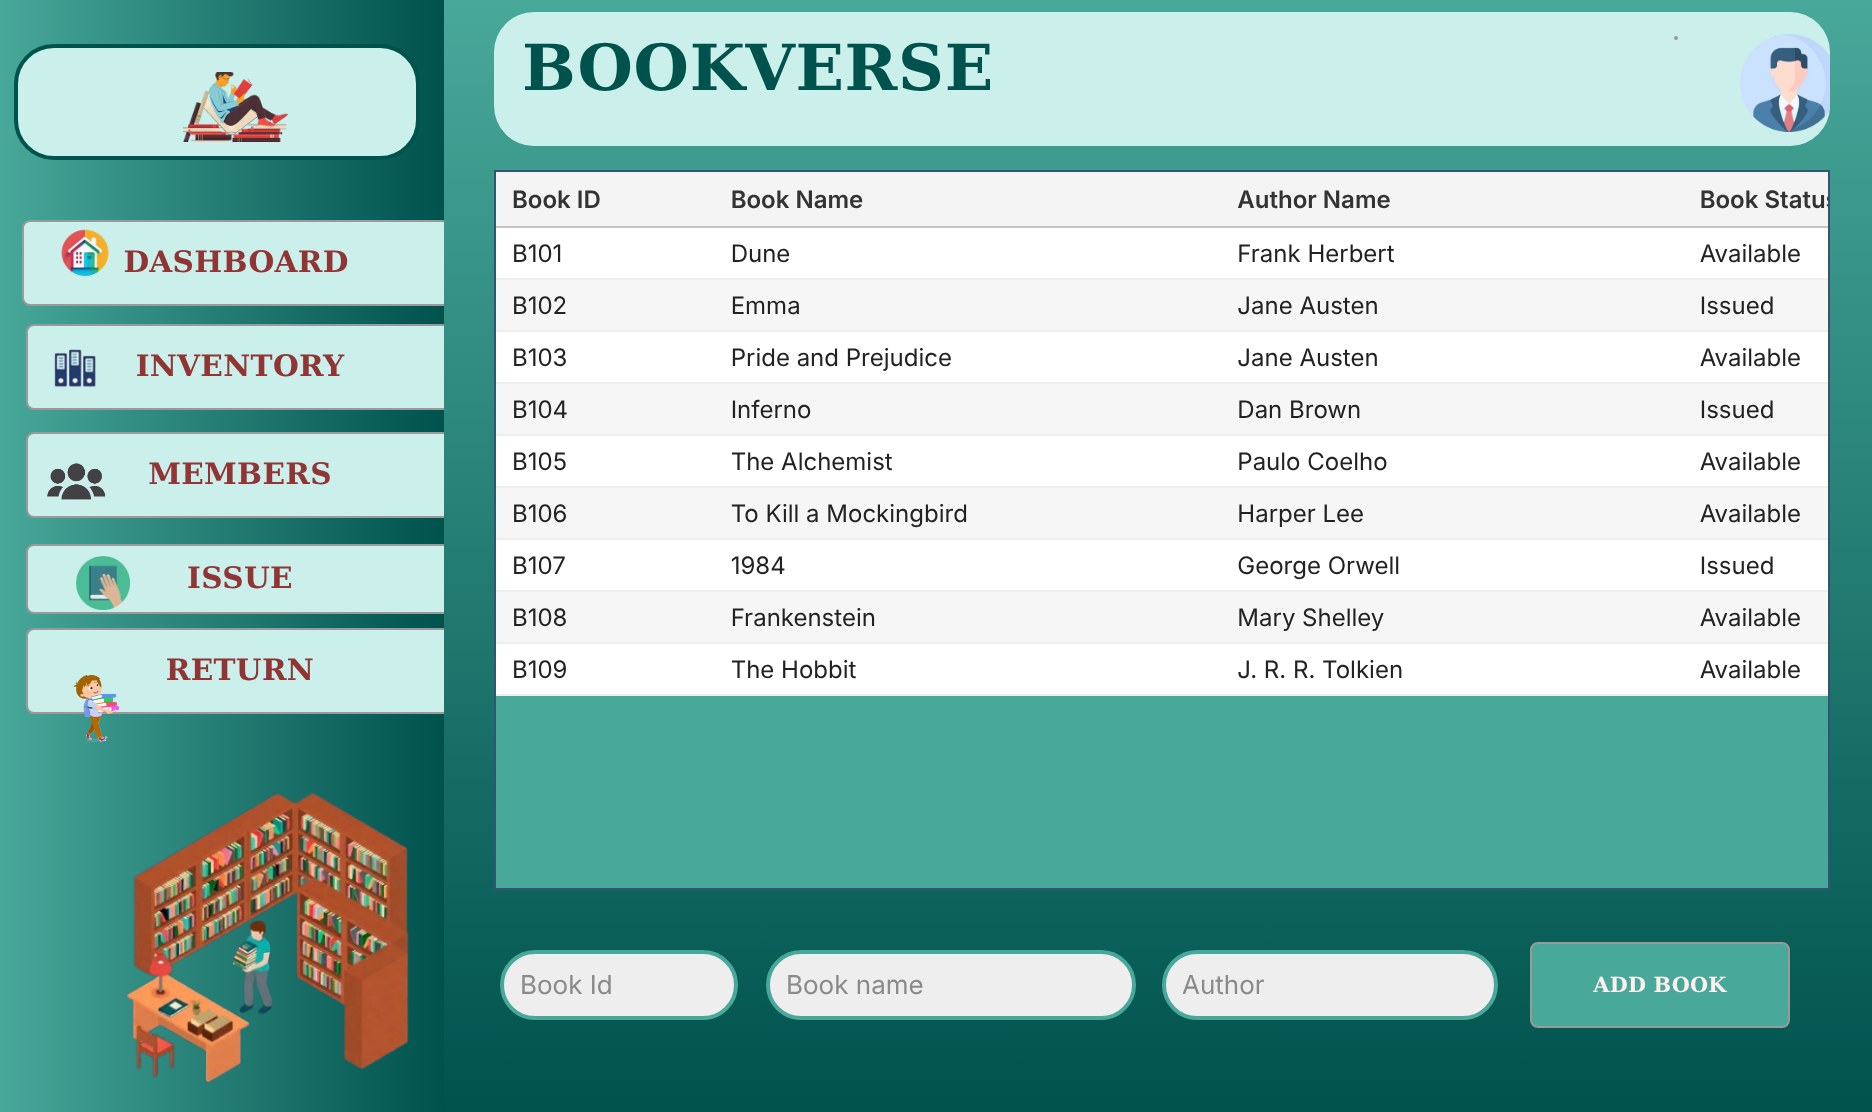 BOOKVERSE
DASHBOARD
INVENTORY
MEMBERS
ISSUE
RETURN
Book ID Book Name Author Name Book Status
B101 Dune Frank Herbert Available
B102 Emma Jane Austen Issued
B103 Pride and Prejudice Jane Austen Available
B104 Inferno Dan Brown Issued
B105 The Alchemist Paulo Coelho Available
B106 To Kill a Mockingbird Harper Lee Available
B107 1984 George Orwell Issued
B108 Frankenstein Mary Shelley Available
B109 The Hobbit J. R. R. Tolkien Available
Book Id Book name Author ADD BOOK